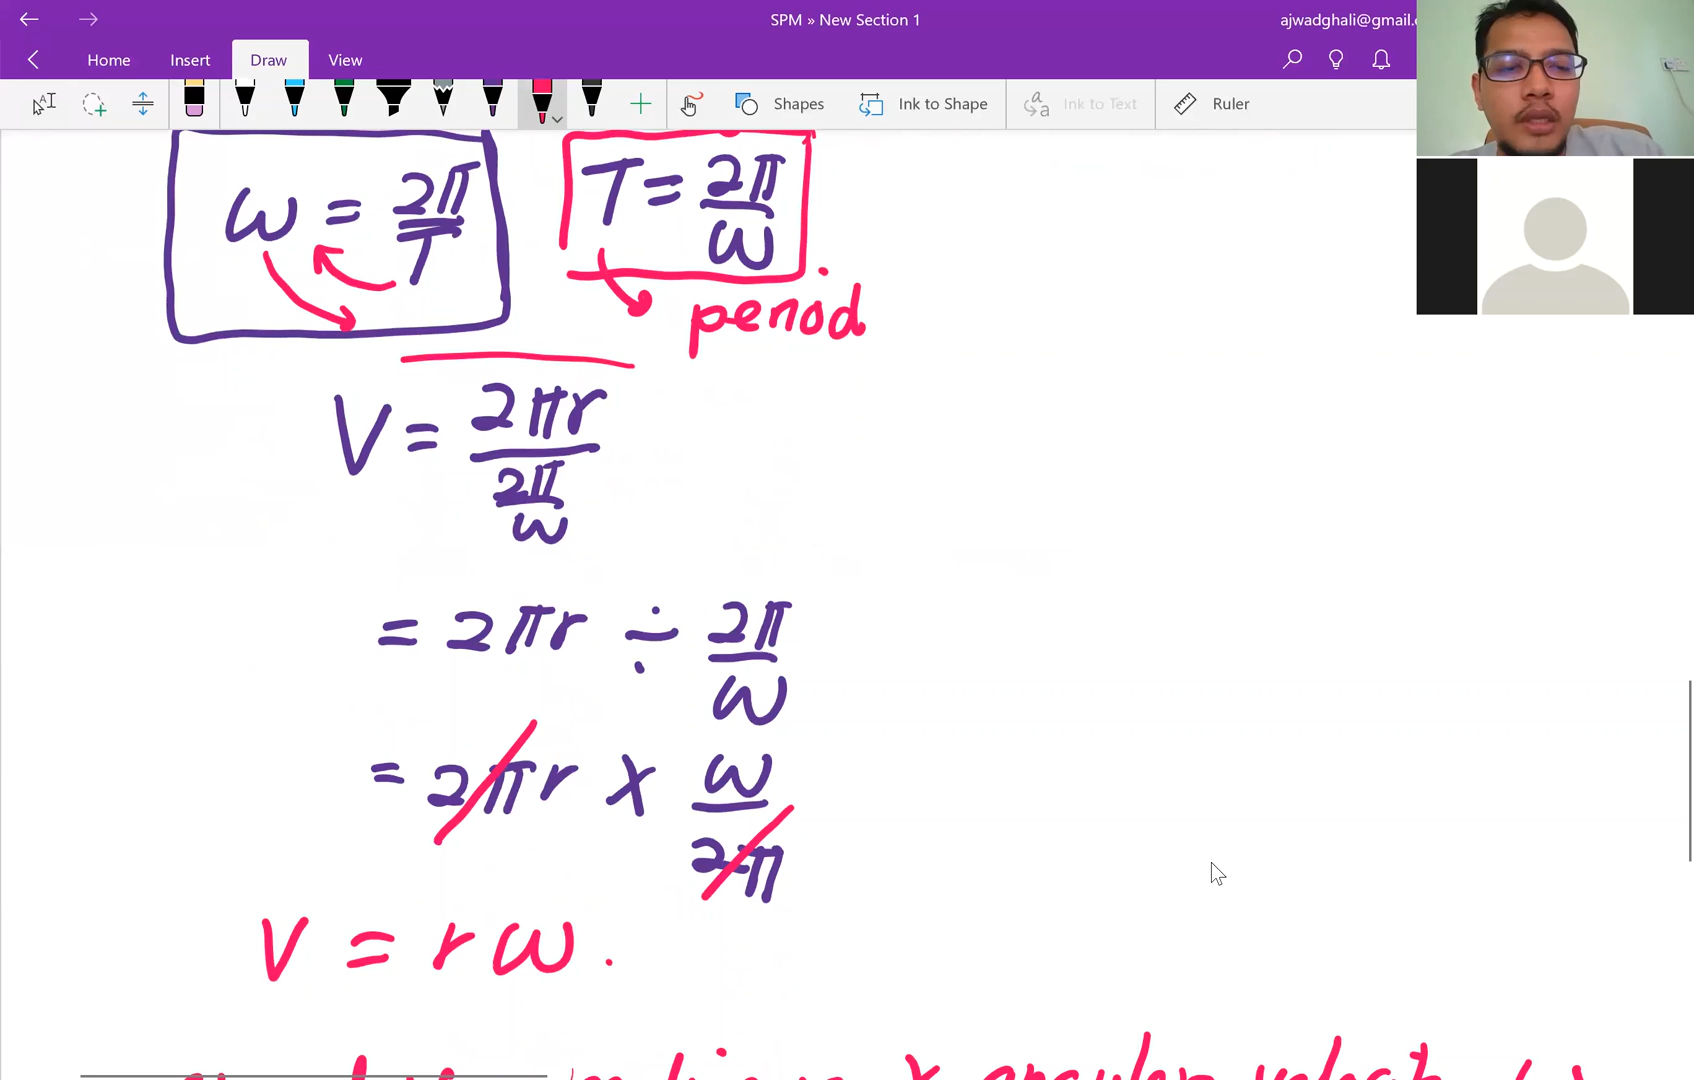 SPM » New Section 1
ajwadghali@gmail.c
Home Insert Draw View
Shapes Ink to Shape Ink to Text Ruler
ω = 2π/T T = 2π/ω
period
V = 2πr / (2π/ω)
= 2πr ÷ 2π/ω
= 2πr × ω/2π
V = rω.